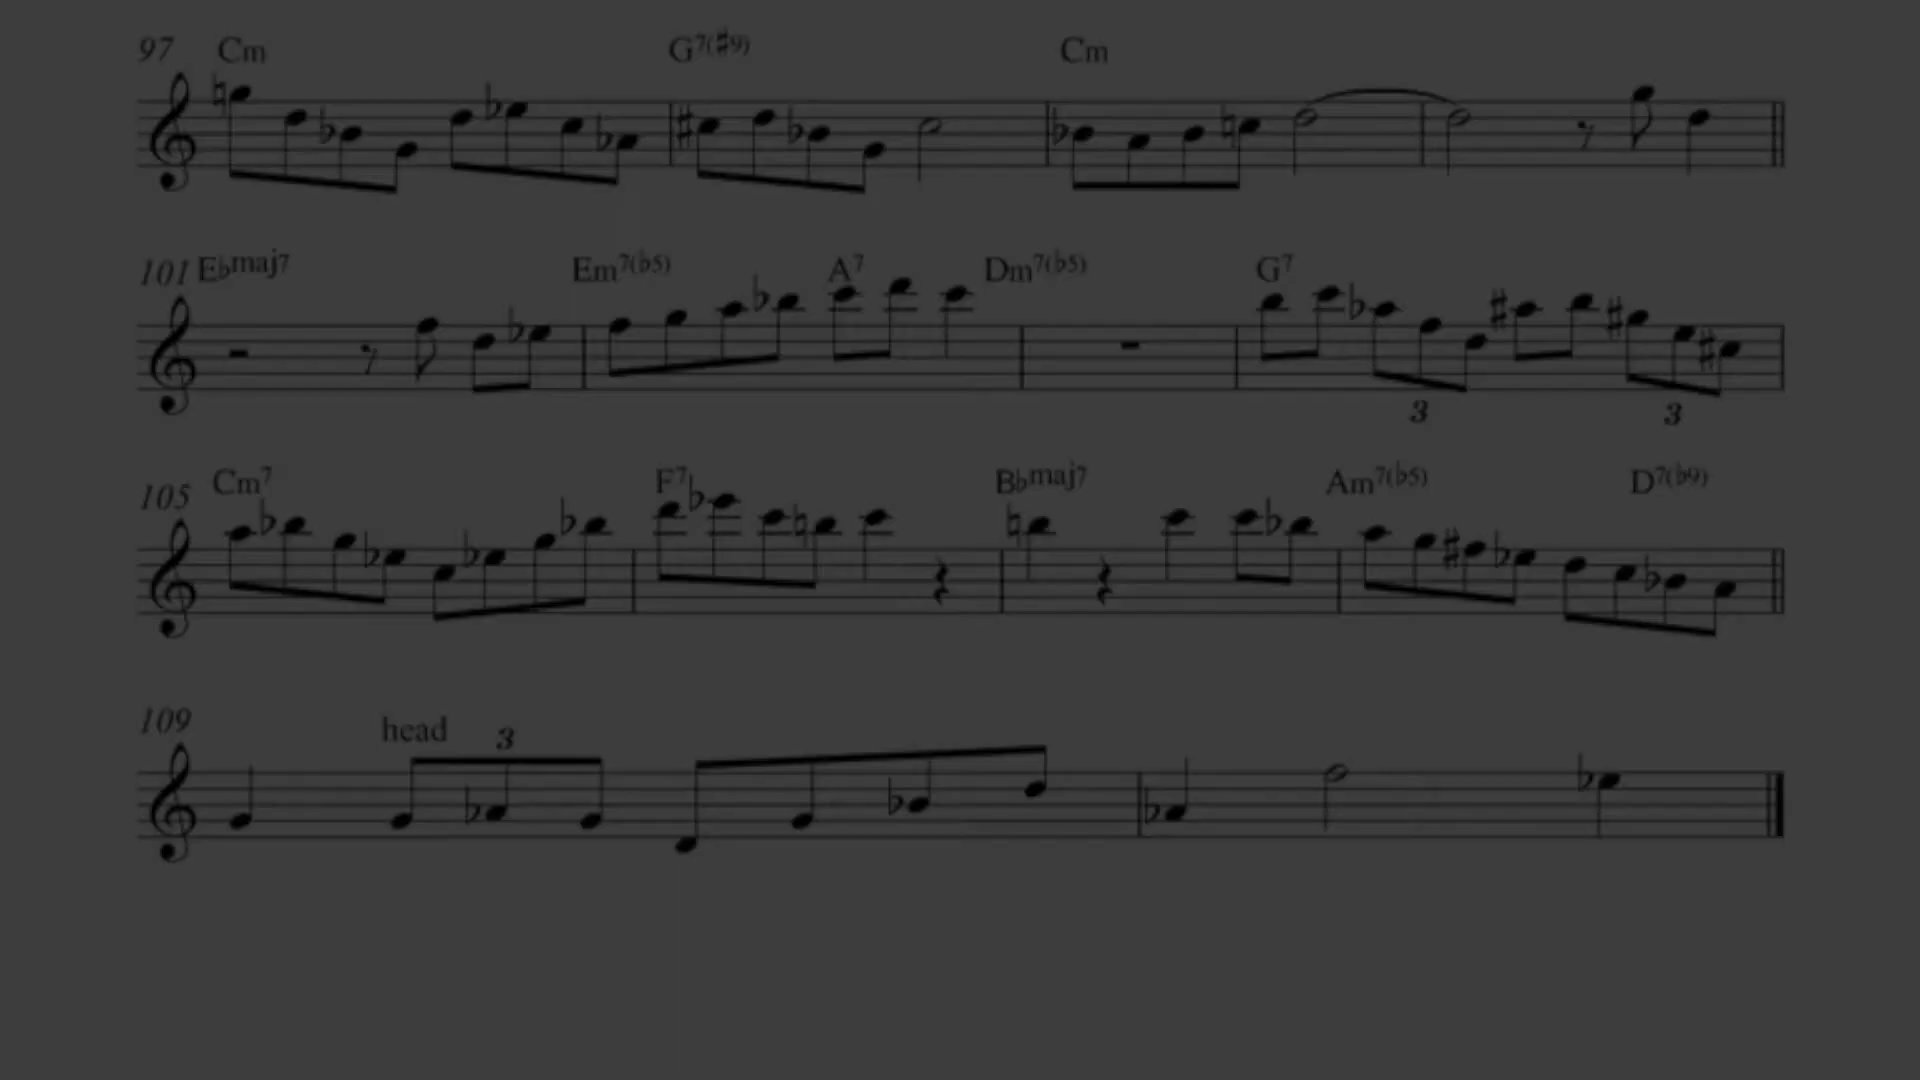 97 Cm G7(♯9) Cm
101 E♭maj7 Em7(♭5) A7 Dm7(♭5) G7
3 3
105 Cm7 F7 B♭maj7 Am7(♭5) D7(♭9)
109 head 3